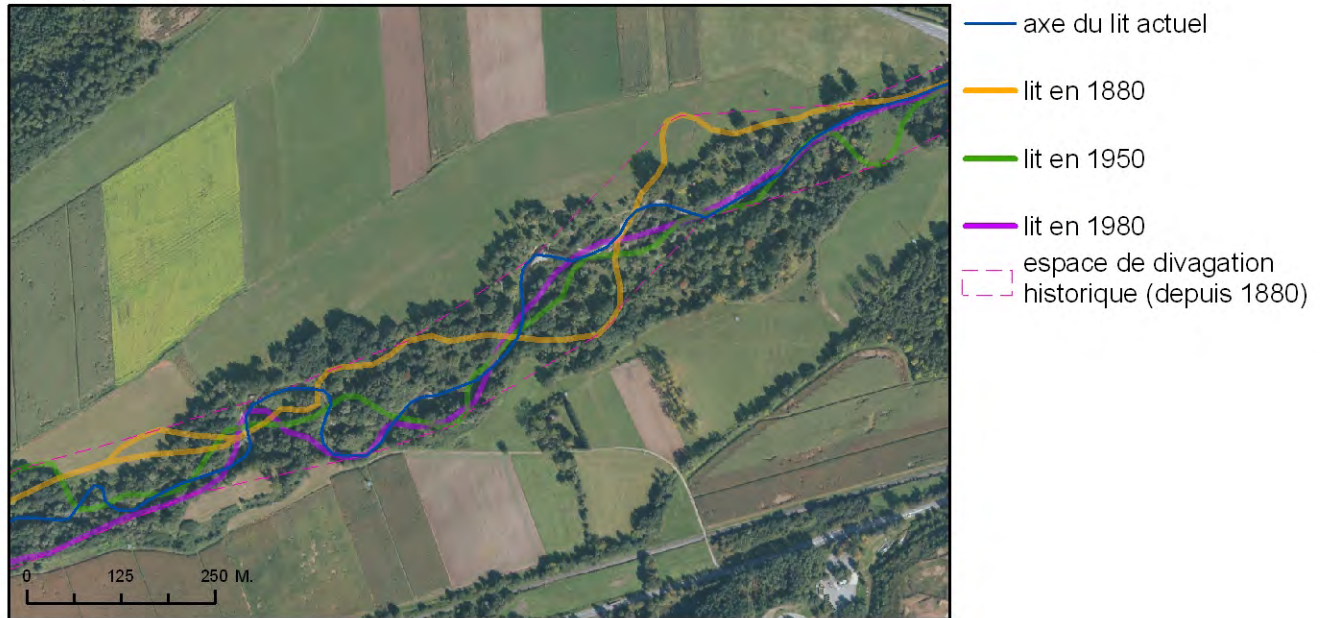 axe du lit actuel
lit en 1880
lit en 1950
lit en 1980
espace de divagation
historique (depuis 1880)
0 125 250 M.